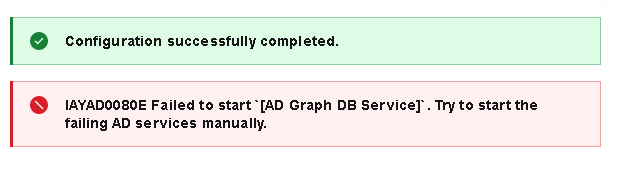 Configuration successfully completed.
IAYAD0080E Failed to start `[AD Graph DB Service]`. Try to start the
failing AD services manually.